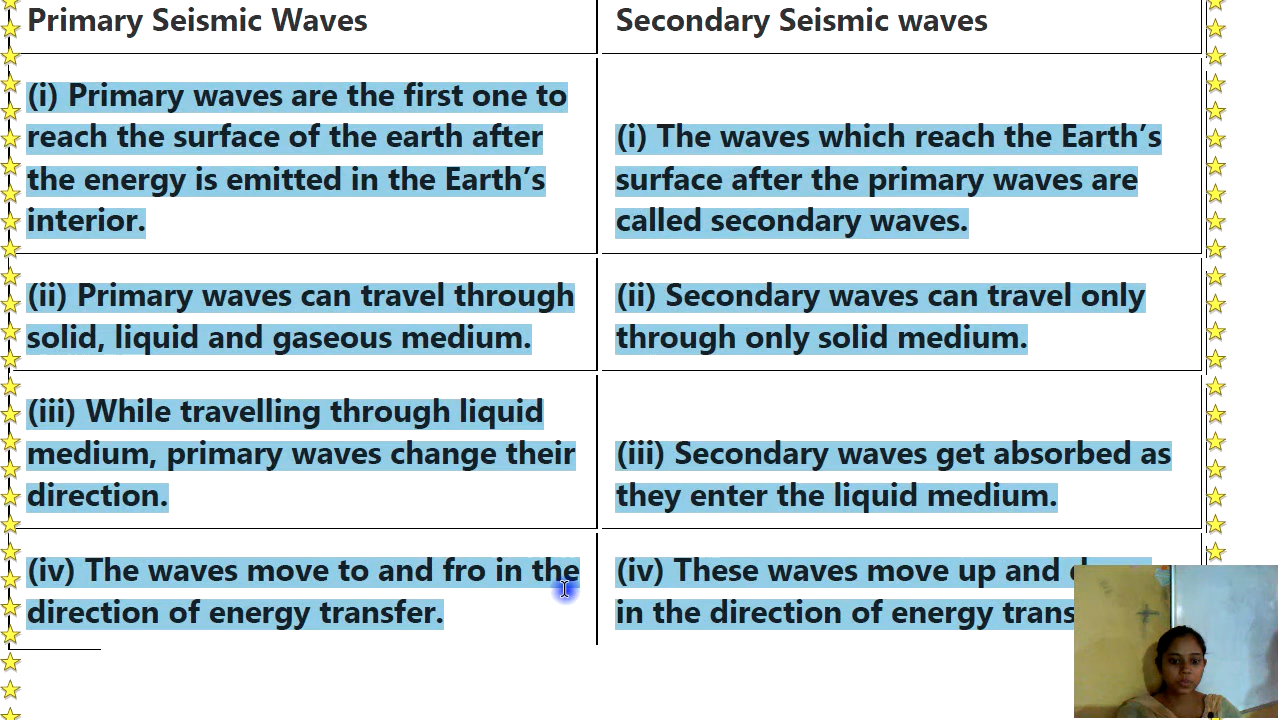 Primary Seismic Waves
Secondary Seismic waves
(i) Primary waves are the first one to
reach the surface of the earth after
the energy is emitted in the Earth’s
interior.
(i) The waves which reach the Earth’s
surface after the primary waves are
called secondary waves.
(ii) Primary waves can travel through
solid, liquid and gaseous medium.
(ii) Secondary waves can travel only
through only solid medium.
(iii) While travelling through liquid
medium, primary waves change their
direction.
(iii) Secondary waves get absorbed as
they enter the liquid medium.
(iv) The waves move to and fro in the
direction of energy transfer.
(iv) These waves move up and
in the direction of energy